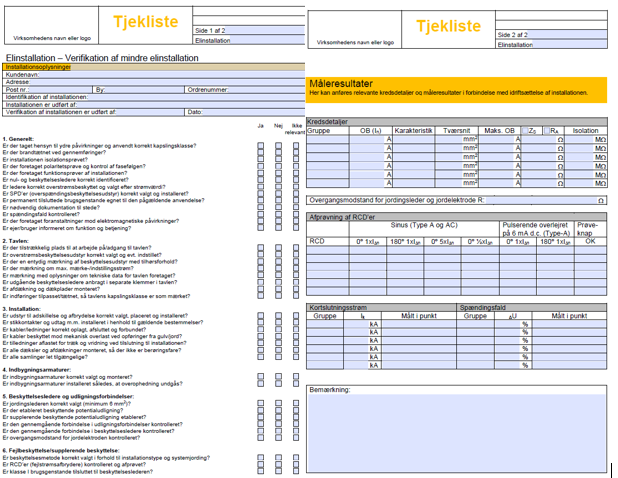 Tjekliste
Virksomhedens navn eller logo
Side 1 af 2
Elinstallation
Elinstallation – Verifikation af mindre elinstallation
Installationsoplysninger
Kundenavn:
Adresse:
Post nr.: By: Ordrenummer:
Identifikation af installationen:
Installationen er udført af:
Verifikation af installationen er udført af: Dato:
Ja Nej Ikke relevant
1. Generelt:
Er der taget hensyn til ydre påvirkninger og anvendt korrekt kapslingsklasse?
Er der brandtætnet ved gennemføringer?
Er installationen isolasionsprøvet?
Er der foretaget polaritetsprøve og kontrol af fasefølgen?
Er der foretaget funktionsprøver af installationen?
Er nul- og beskyttelsesledere korrekt identificeret?
Er ledere korrekt overstrømsbeskyttet og valgt efter strømværdi?
Er SPD'er (overspændingsbeskyttelsesudstyr) korrekt valgt og installeret?
Er permanent tilsluttede brugsgenstande egnet til den pågældende anvendelse?
Er nødvendig dokumentation til stede?
Er spændingsfald kontrolleret?
Er der foretaget foranstaltninger mod elektromagnetiske påvirkninger?
Er ejer/bruger informeret om funktion og betjening?
2. Tavlen:
Er der tilstrækkelig plads til at arbejde på/adgang til tavlen?
Er overstrømsbeskyttelsesudstyr korrekt valgt og evt. indstillet?
Er der en entydig mærkning af beskyttelsesudstyr med tilhørsforhold?
Er der mærkning om max. mærke-/indstillingsstrøm?
Er mærkning med oplysninger om tekniske data for tavlen foretaget?
Er udgående beskyttelsesledere anbragt i separate klemmer i tavlen?
Er afdækning og dækplader monteret?
Er indføringer tilpasset/tætnet, så tavlens kapslingsklasse er som mærket?
3. Installation:
Er udstyr til adskillelse og afbrydelse korrekt valgt, placeret og installeret?
Er stikkontakter og udtag m.m. installeret i henhold til gældende bestemmelser?
Er kabler/ledninger korrekt oplagt, afsluttet og forbundet?
Er kabler beskyttet mod mekanisk overlast ved opføringer fra gulv/jord?
Er tilledninger aflastet for træk og vridning ved tilslutning til installationen?
Er alle dæksler og afdækninger monteret, så der ikke er berøringsfare?
Er alle samlinger let tilgængelige?
4. Indbygningsarmaturer:
Er indbygningsarmaturer korrekt valgt og monteret?
Er indbygningsarmaturer installeret således, at overophedning undgås?
5. Beskyttelsesledere og udligningsforbindelser:
Er jordingslederen korrekt valgt (minimum 6 mm²)?
Er der etableret beskyttende potentialudligning?
Er supplerende beskyttende potentialudligning etableret?
Er den gennemgående forbindelse i udligningsforbindelser kontrolleret?
Er den gennemgående forbindelse i beskyttelsesledere kontrolleret?
Er overgangsmodstand for jordelektroden kontrolleret?
6. Fejlbeskyttelse/supplerende beskyttelse:
Er beskyttelsesmetode korrekt valgt i forhold til installationstype og systemjording?
Er RCD'er (fejlstrømsafbrydere) kontrolleret og afprøvet?
Er klasse I brugsgenstande tilsluttet til beskyttelseslederen?
Tjekliste
Virksomhedens navn eller logo
Side 2 af 2
Elinstallation
Måleresultater
Her kan anføres relevante kredsdetaljer og måleresultater i forbindelse med idriftsættelse af installationen.
Kredsdetaljer
Gruppe OB (Iₙ) Karakteristik Tværsnit Maks. OB Zₛ RA Isolation
A mm² A Ω MΩ
A mm² A Ω MΩ
A mm² A Ω MΩ
A mm² A Ω MΩ
A mm² A Ω MΩ
A mm² A Ω MΩ
Overgangsmodstand for jordingsleder og jordelektrode R: Ω
Afprøvning af RCD'er
Sinus (Type A og AC) Pulserende overlejret på 6 mA d.c. (Type-A) Prøveknap
RCD 0° 1xIΔn 180° 1xIΔn 0° 5xIΔn 0° ½xIΔn 0° 1xIΔn 180° 1xIΔn OK
Kortslutningsstrøm Spændingsfald
Gruppe Målt i punkt Gruppe ΔU Målt i punkt
kA %
kA %
kA %
kA %
kA %
kA %
Bemærkning: